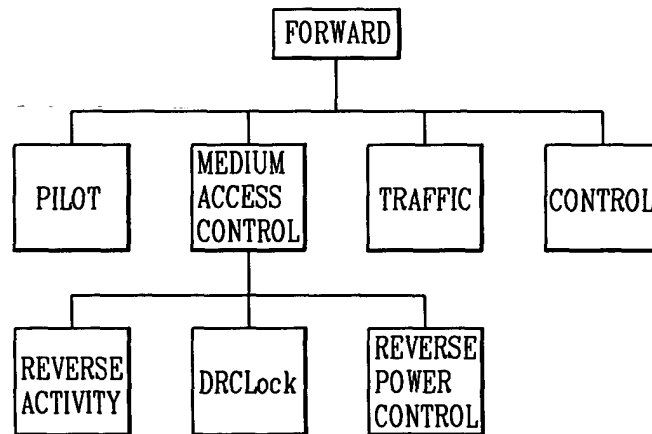 FORWARD
PILOT
MEDIUM
ACCESS
CONTROL
TRAFFIC
CONTROL
REVERSE
ACTIVITY
DRCLock
REVERSE
POWER
CONTROL